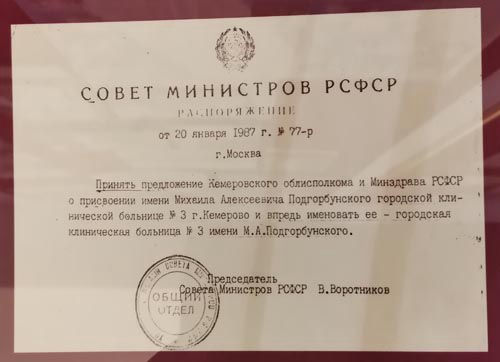 СОВЕТ МИНИСТРОВ РСФСР
РАСПОРЯЖЕНИЕ
от 20 января 1987 г. № 77-р
г.Москва
Принять предложение Кемеровского облисполкома и Минздрава РСФСР
о присвоении имени Михаила Алексеевича Подгорбунского городской кли-
нической больнице № 3 г.Кемерово и впредь именовать ее - городская
клиническая больница № 3 имени М.А.Подгорбунского.
Председатель
Совета Министров РСФСР В.Воротников
ОБЩИЙ
ОТДЕЛ